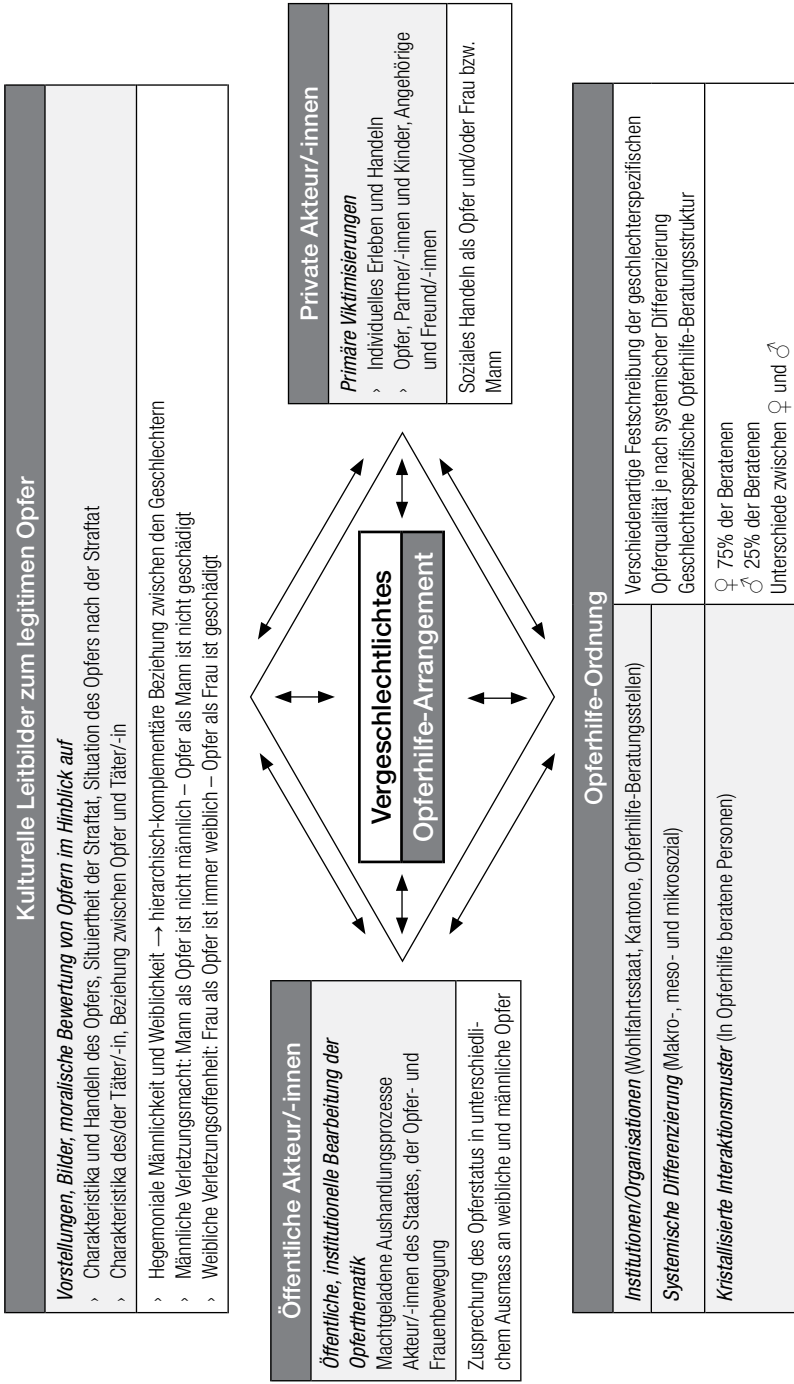 Kulturelle Leitbilder zum legitimen Opfer
Vorstellungen, Bilder, moralische Bewertung von Opfern im Hinblick auf
› Charakteristika und Handeln des Opfers, Situiertheit der Straftat, Situation des Opfers nach der Straftat
› Charakteristika des/der Täter/-in, Beziehung zwischen Opfer und Täter/-in
› Hegemoniale Männlichkeit und Weiblichkeit → hierarchisch-komplementäre Beziehung zwischen den Geschlechtern
› Männliche Verletzungsmacht: Mann als Opfer ist nicht männlich – Opfer als Mann ist nicht geschädigt
› Weibliche Verletzungsoffenheit: Frau als Opfer ist immer weiblich – Opfer als Frau ist geschädigt
Öffentliche Akteur/-innen
Öffentliche, institutionelle Bearbeitung der
Opferthematik
Machtgeladene Aushandlungsprozesse
Akteur/-innen des Staates, der Opfer- und
Frauenbewegung
Zusprechung des Opferstatus in unterschiedli-
chem Ausmass an weibliche und männliche Opfer
Vergeschlechtlichtes
Opferhilfe-Arrangement
Private Akteur/-innen
Primäre Viktimisierungen
› Individuelles Erleben und Handeln
› Opfer, Partner/-innen und Kinder, Angehörige
und Freund/-innen
Soziales Handeln als Opfer und/oder Frau bzw.
Mann
Opferhilfe-Ordnung
Institutionen/Organisationen (Wohlfahrtsstaat, Kantone, Opferhilfe-Beratungsstellen)
Systemische Differenzierung (Makro-, meso- und mikrosozial)
Verschiedenartige Festschreibung der geschlechterspezifischen
Opferqualität je nach systemischer Differenzierung
Geschlechterspezifische Opferhilfe-Beratungsstruktur
Kristallisierte Interaktionsmuster (In Opferhilfe beratene Personen)
♀ 75% der Beratenen
♂ 25% der Beratenen
Unterschiede zwischen ♀ und ♂